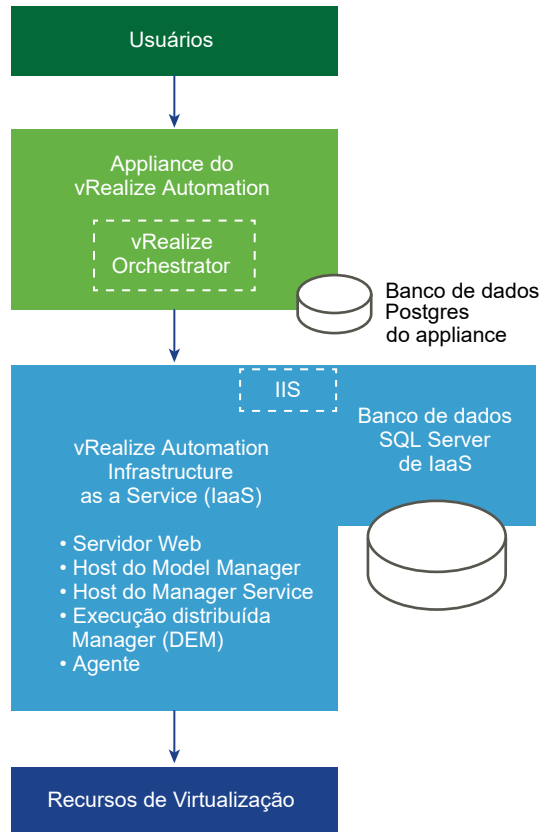 Usuários
Appliance do
vRealize Automation
vRealize
Orchestrator
Banco de dados
Postgres
do appliance
IIS
Banco de dados
SQL Server
de IaaS
vRealize Automation
Infrastructure
as a Service (IaaS)
• Servidor Web
• Host do Model Manager
• Host do Manager Service
• Execução distribuída
Manager (DEM)
• Agente
Recursos de Virtualização